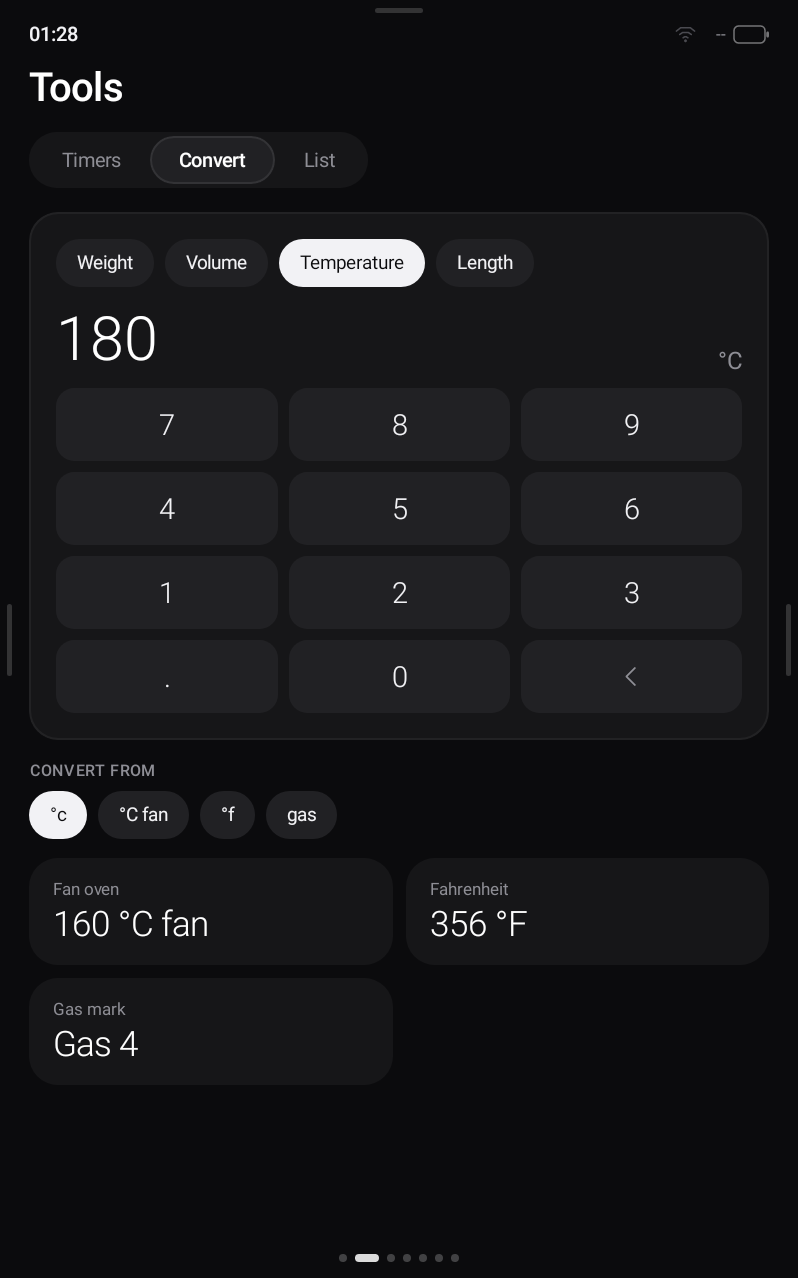 01:28
--
Tools
Timers Convert List
Weight Volume Temperature Length
180
°C
7 8 9
4 5 6
1 2 3
. 0
CONVERT FROM
°c °C fan °f gas
Fan oven Fahrenheit
160 °C fan 356 °F
Gas mark
Gas 4